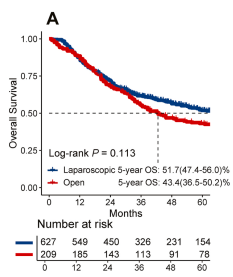 A
Overall Survival
1.00
0.75
0.50
0.25
0.00
Log-rank P = 0.113
Laparoscopic 5-year OS: 51.7(47.4-56.0)%
Open 5-year OS: 43.4(36.5-50.2)%
0 12 24 36 48 60
Months
Number at risk
627 549 450 326 231 154
209 185 143 113 91 78
0 12 24 36 48 60